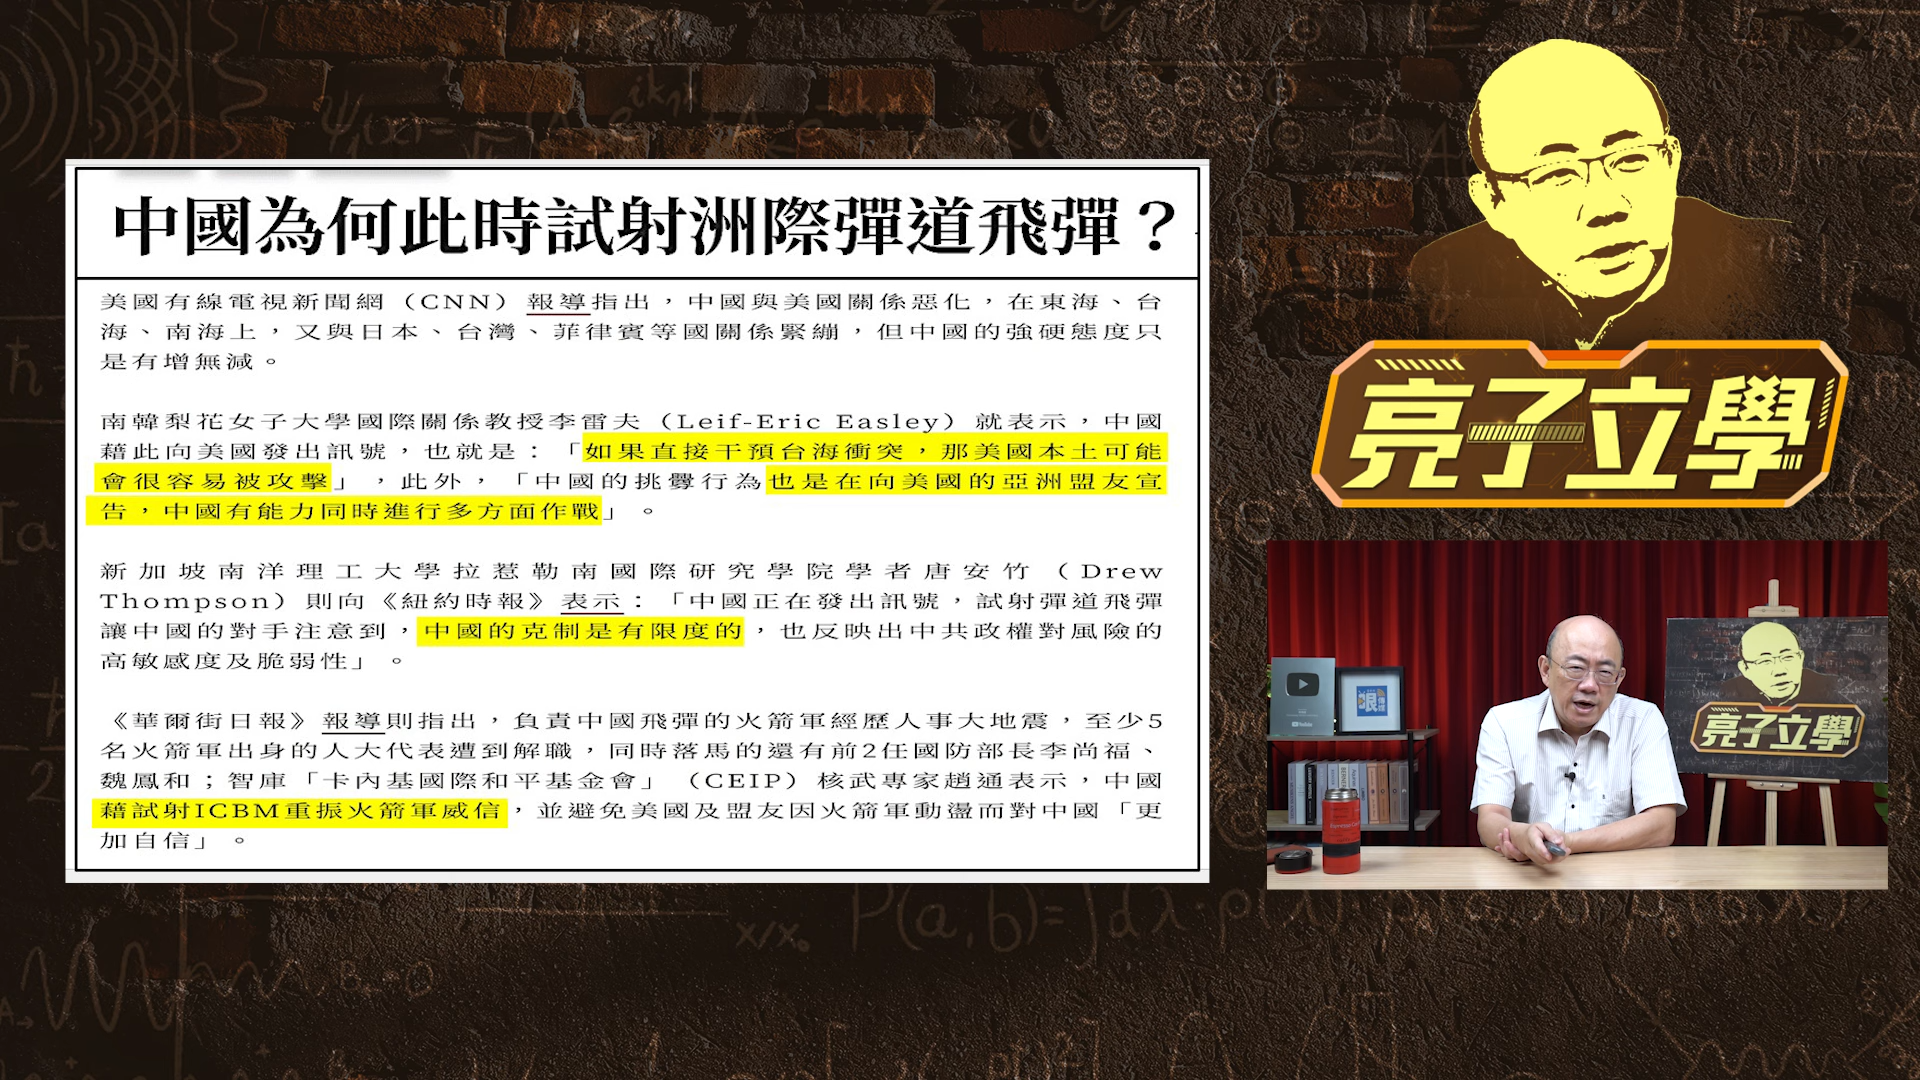 中國為何此時試射洲際彈道飛彈？
美國有線電視新聞網（CNN）報導指出，中國與美國關係惡化，在東海、台
海、南海上，又與日本、台灣、菲律賓等國關係緊繃，但中國的強硬態度只
是有增無減。
南韓梨花女子大學國際關係教授李雷夫（Leif-Eric Easley）就表示，中國
藉此向美國發出訊號，也就是：「如果直接干預台海衝突，那美國本土可能
會很容易被攻擊」，此外，「中國的挑釁行為也是在向美國的亞洲盟友宣
告，中國有能力同時進行多方面作戰」。
新加坡南洋理工大學拉惹勒南國際研究學院學者唐安竹（Drew
Thompson）則向《紐約時報》表示：「中國正在發出訊號，試射彈道飛彈
讓中國的對手注意到，中國的克制是有限度的，也反映出中共政權對風險的
高敏感度及脆弱性」。
《華爾街日報》報導則指出，負責中國飛彈的火箭軍經歷人事大地震，至少5
名火箭軍出身的人大代表遭到解職，同時落馬的還有前2任國防部長李尚福、
魏鳳和；智庫「卡內基國際和平基金會」（CEIP）核武專家趙通表示，中國
藉試射ICBM重振火箭軍威信，並避免美國及盟友因火箭軍動盪而對中國「更
加自信」。
亮了立學
亮了立學